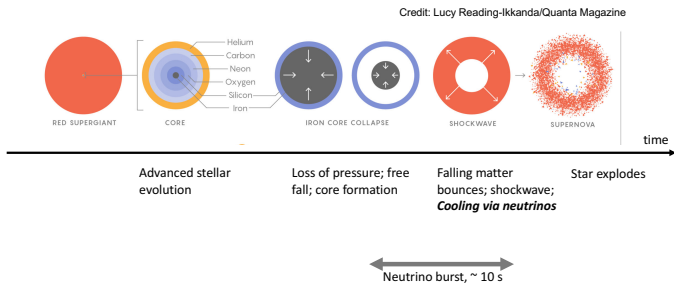 Credit: Lucy Reading-Ikkanda/Quanta Magazine
Helium
Carbon
Neon
Oxygen
Silicon
iron
RED SUPERGIANT
CORE
IRON CORE COLLAPSE
SHOCKWAVE
SUPERNOVA
time
Advanced stellar
evolution
Loss of pressure; free
fall; core formation
Falling matter
bounces; shockwave;
Cooling via neutrinos
Star explodes
Neutrino burst, ~ 10 s